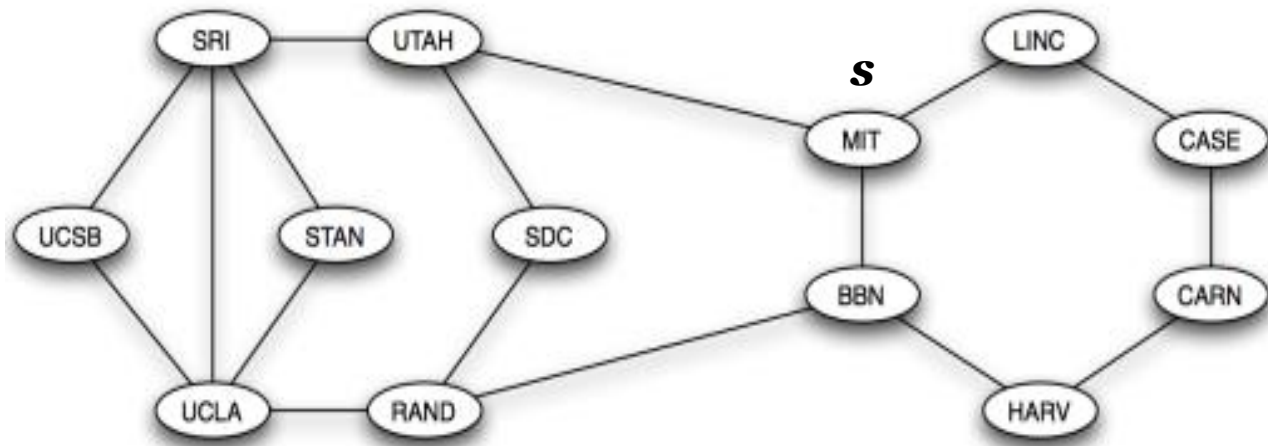 SRI UTAH LINC
s
MIT CASE
UCSB STAN SDC
BBN CARN
UCLA RAND HARV